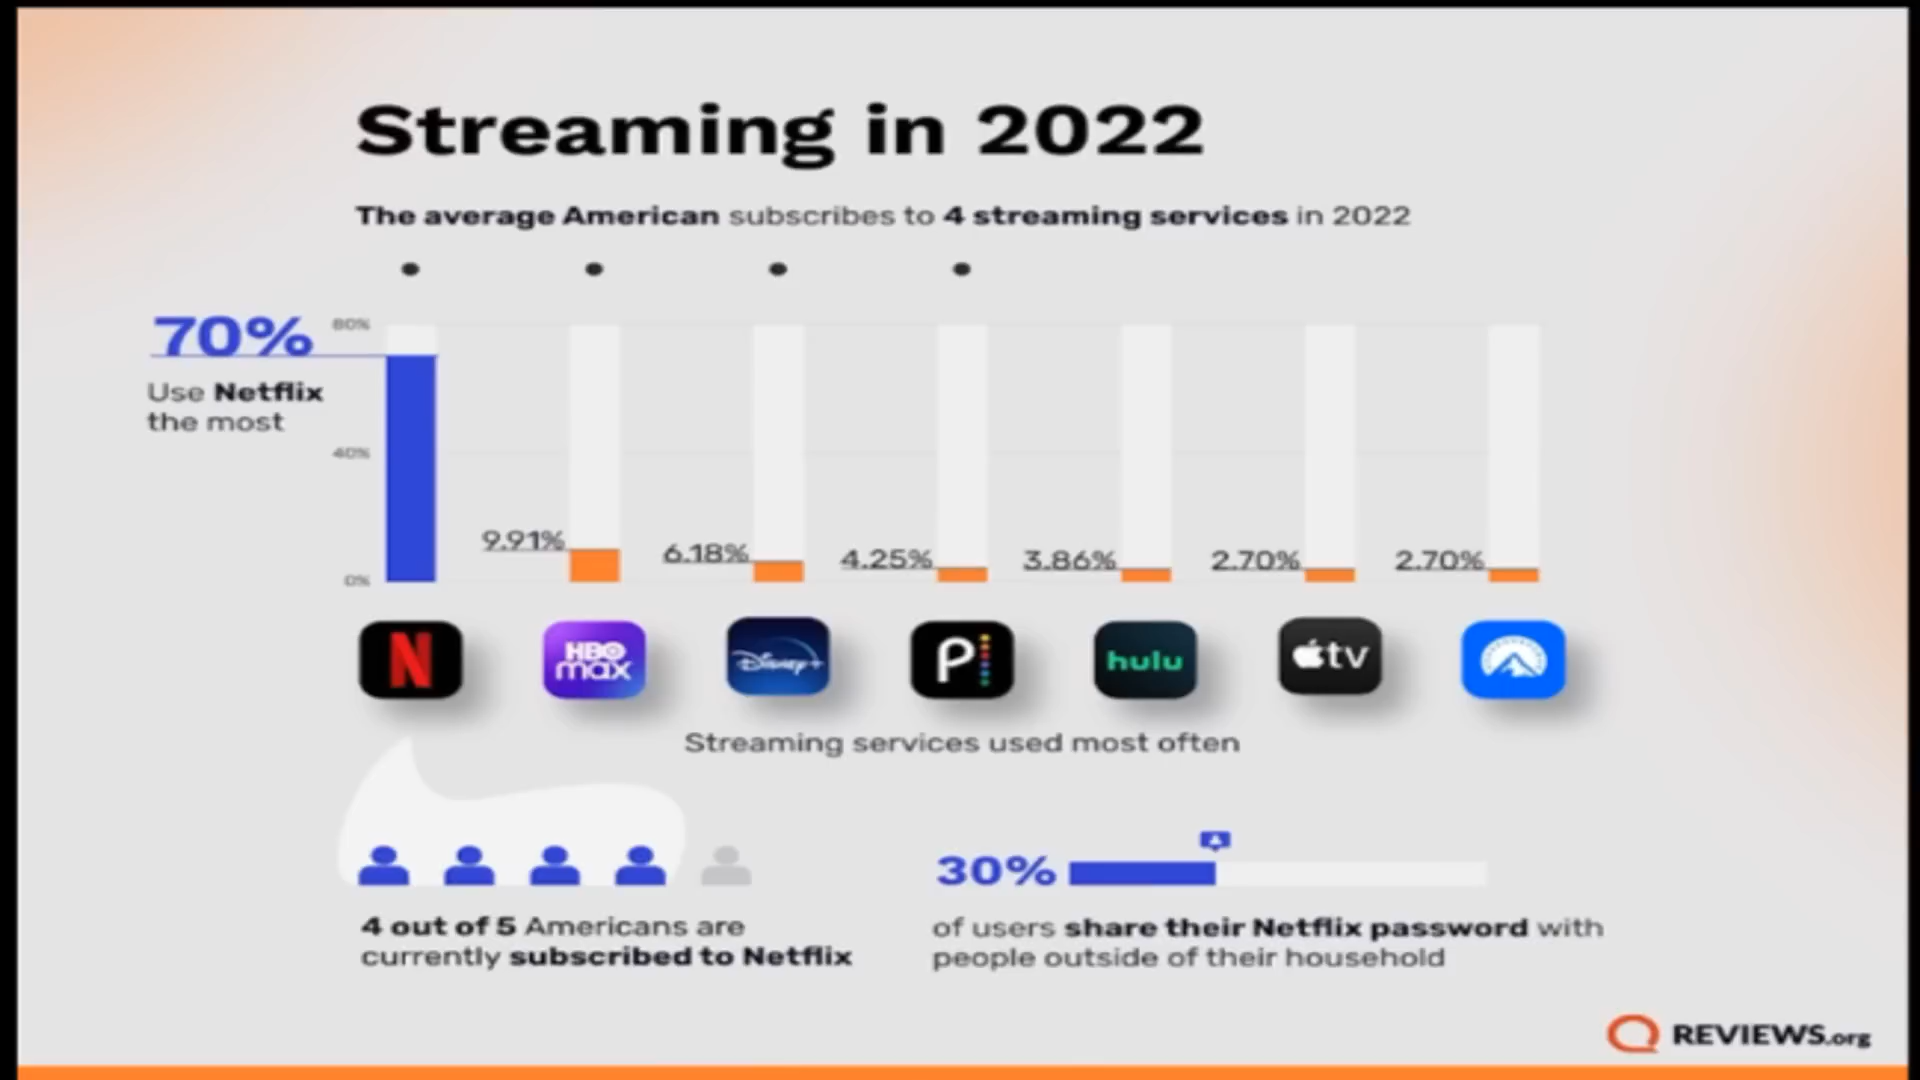 Streaming in 2022
The average American subscribes to 4 streaming services in 2022
70%
Use Netflix
the most
80%
40%
0%
9.91%
6.18%
4.25%
3.86%
2.70%
2.70%
N
HBO
max
Disney+
P
hulu
tv
Streaming services used most often
4 out of 5 Americans are
currently subscribed to Netflix
30%
of users share their Netflix password with
people outside of their household
REVIEWS.org